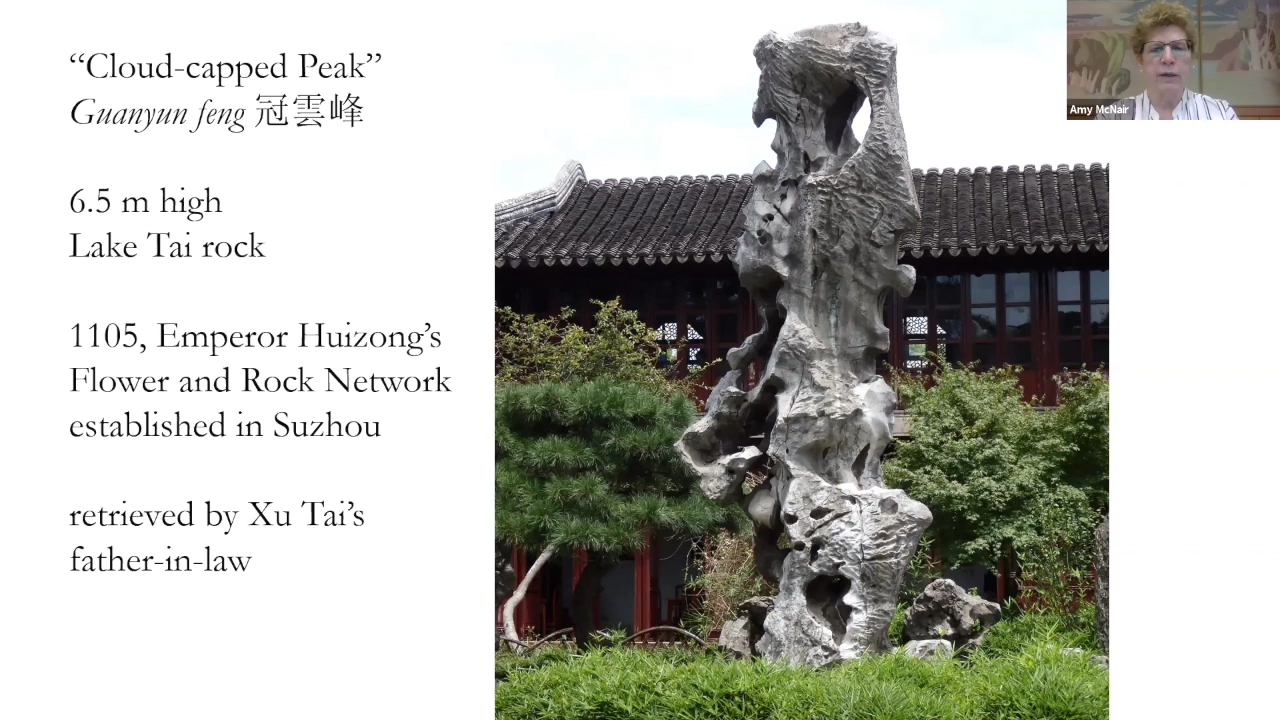 “Cloud-capped Peak”
Guanyun feng 冠雲峰
6.5 m high
Lake Tai rock
1105, Emperor Huizong’s
Flower and Rock Network
established in Suzhou
retrieved by Xu Tai’s
father-in-law
Amy McNair